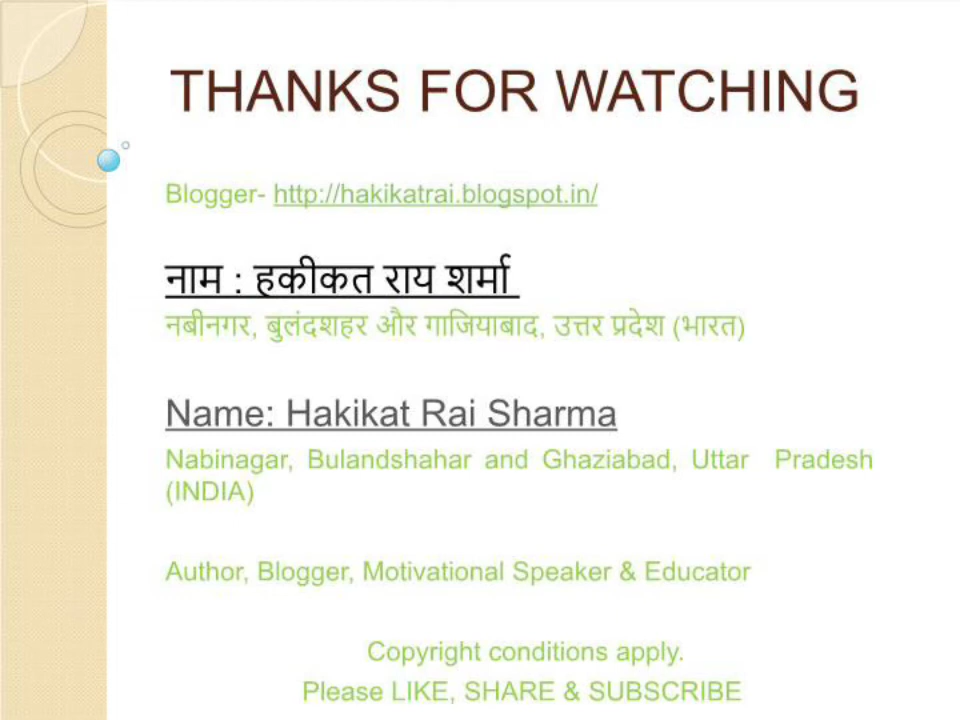 THANKS FOR WATCHING
Blogger- http://hakikatrai.blogspot.in/
नाम : हकीकत राय शर्मा
नबीनगर, बुलंदशहर और गाजियाबाद, उत्तर प्रदेश (भारत)
Name: Hakikat Rai Sharma
Nabinagar, Bulandshahar and Ghaziabad, Uttar Pradesh
(INDIA)
Author, Blogger, Motivational Speaker & Educator
Copyright conditions apply.
Please LIKE, SHARE & SUBSCRIBE